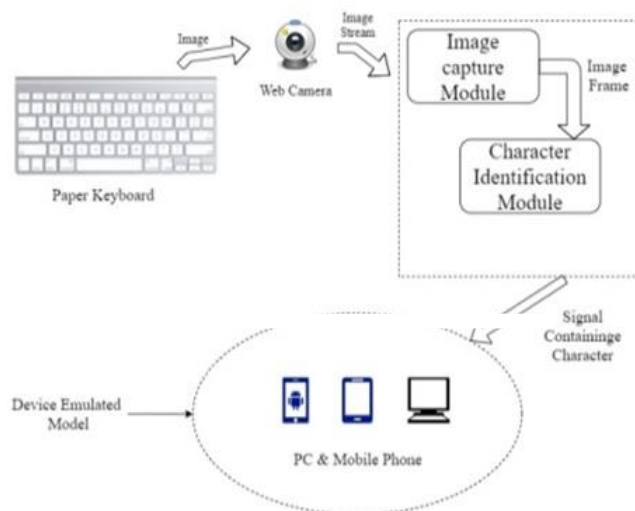 Image
Image
Stream
Web Camera
Paper Keyboard
Image
capture
Module
Image
Frame
Character
Identification
Module
Signal
Containinge
Character
Device Emulated
Model
PC & Mobile Phone